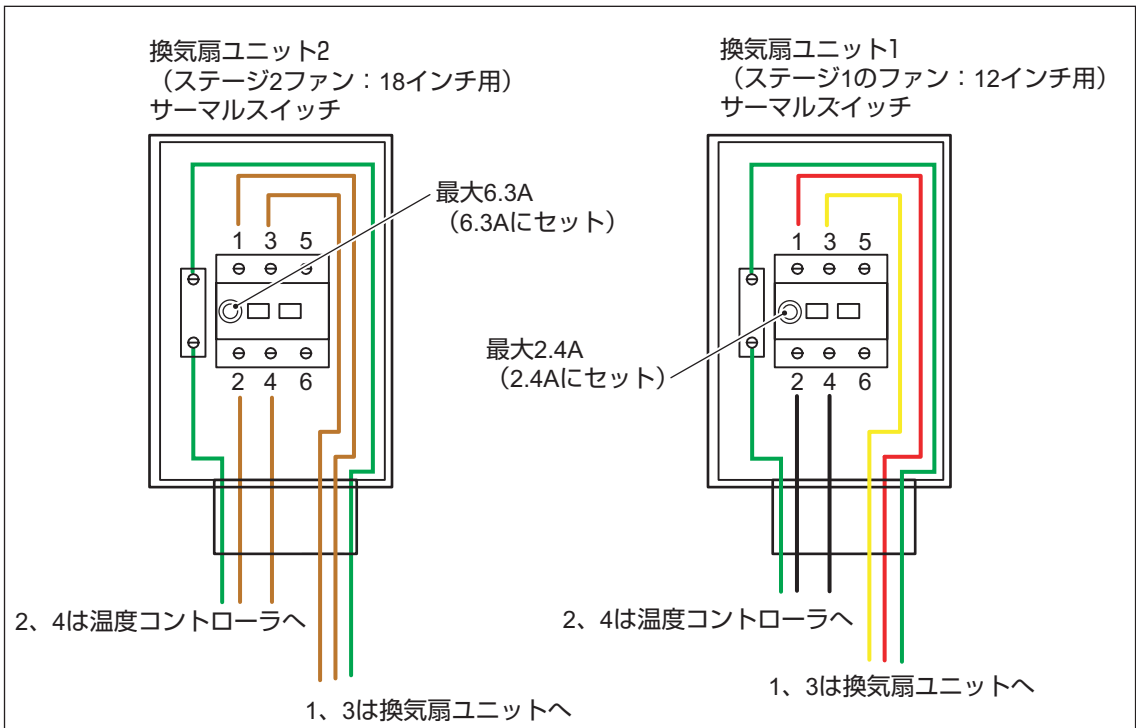 換気扇ユニット2
（ステージ2ファン：18インチ用）
サーマルスイッチ
最大6.3A
（6.3Aにセット）
1 3 5
2 4 6
2、4は温度コントローラへ
1、3は換気扇ユニットへ
換気扇ユニット1
（ステージ1のファン：12インチ用）
サーマルスイッチ
1 3 5
最大2.4A
（2.4Aにセット）
2 4 6
2、4は温度コントローラへ
1、3は換気扇ユニットへ